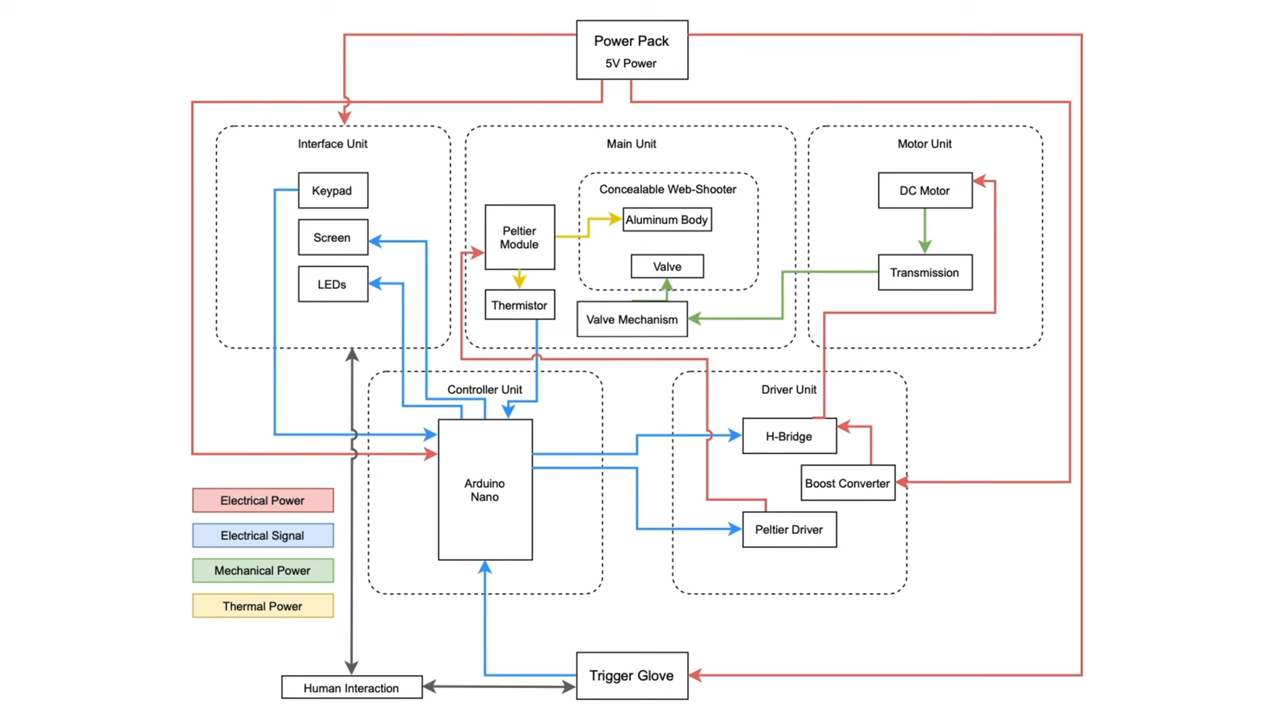 Power Pack
5V Power
Interface Unit
Main Unit
Motor Unit
Keypad
Screen
LEDs
Concealable Web-Shooter
Aluminum Body
Peltier
Module
Valve
Thermistor
Valve Mechanism
DC Motor
Transmission
Controller Unit
Driver Unit
H-Bridge
Arduino
Nano
Boost Converter
Peltier Driver
Electrical Power
Electrical Signal
Mechanical Power
Thermal Power
Human Interaction
Trigger Glove